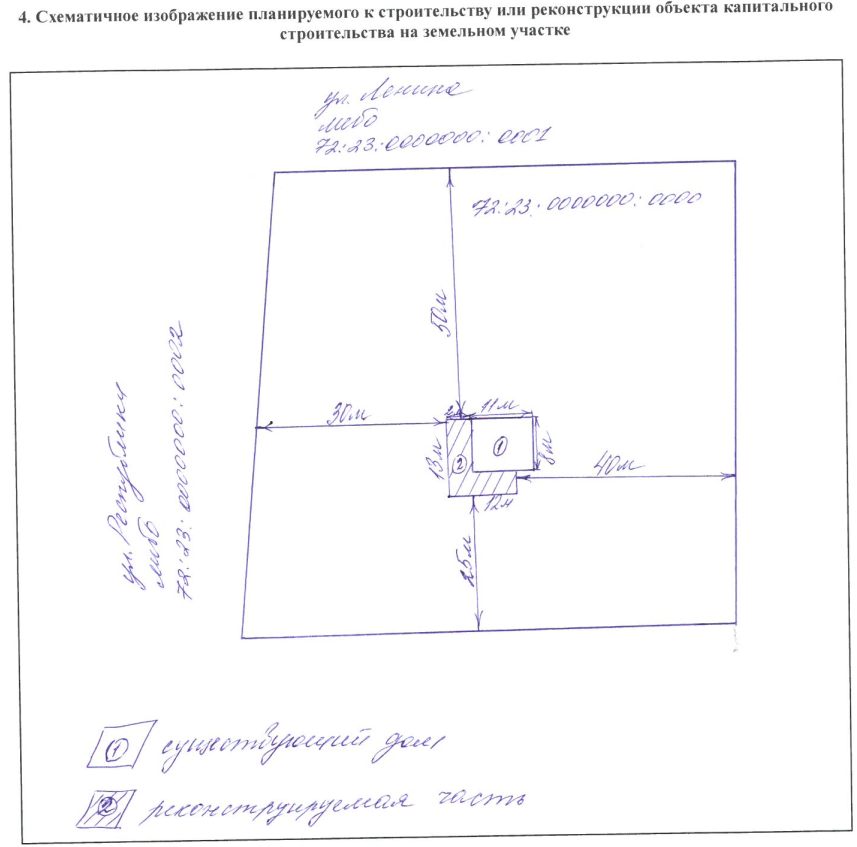 4. Схематичное изображение планируемого к строительству или реконструкции объекта капитального
строительства на земельном участке
ул. Ленина
либо
72:23:0000000:0001
72:23:0000000:0000
50м
30м
2м
11м
13м
②
①
8м
40м
12м
25м
ул. Республики
либо
72:23:0000000:0002
① существующий дом
② реконструируемая часть